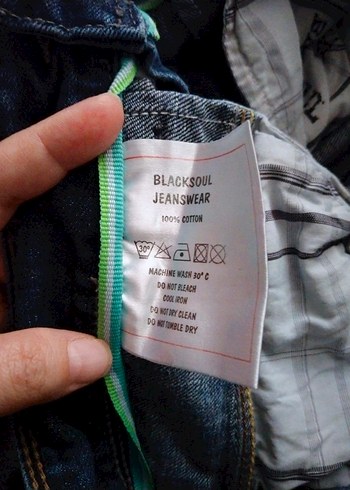 BLACKSOUL
JEANSWEAR
100% COTTON
30°
MACHINE WASH 30° C
DO NOT BLEACH
COOL IRON
DO NOT DRY CLEAN
DO NOT TUMBLE DRY